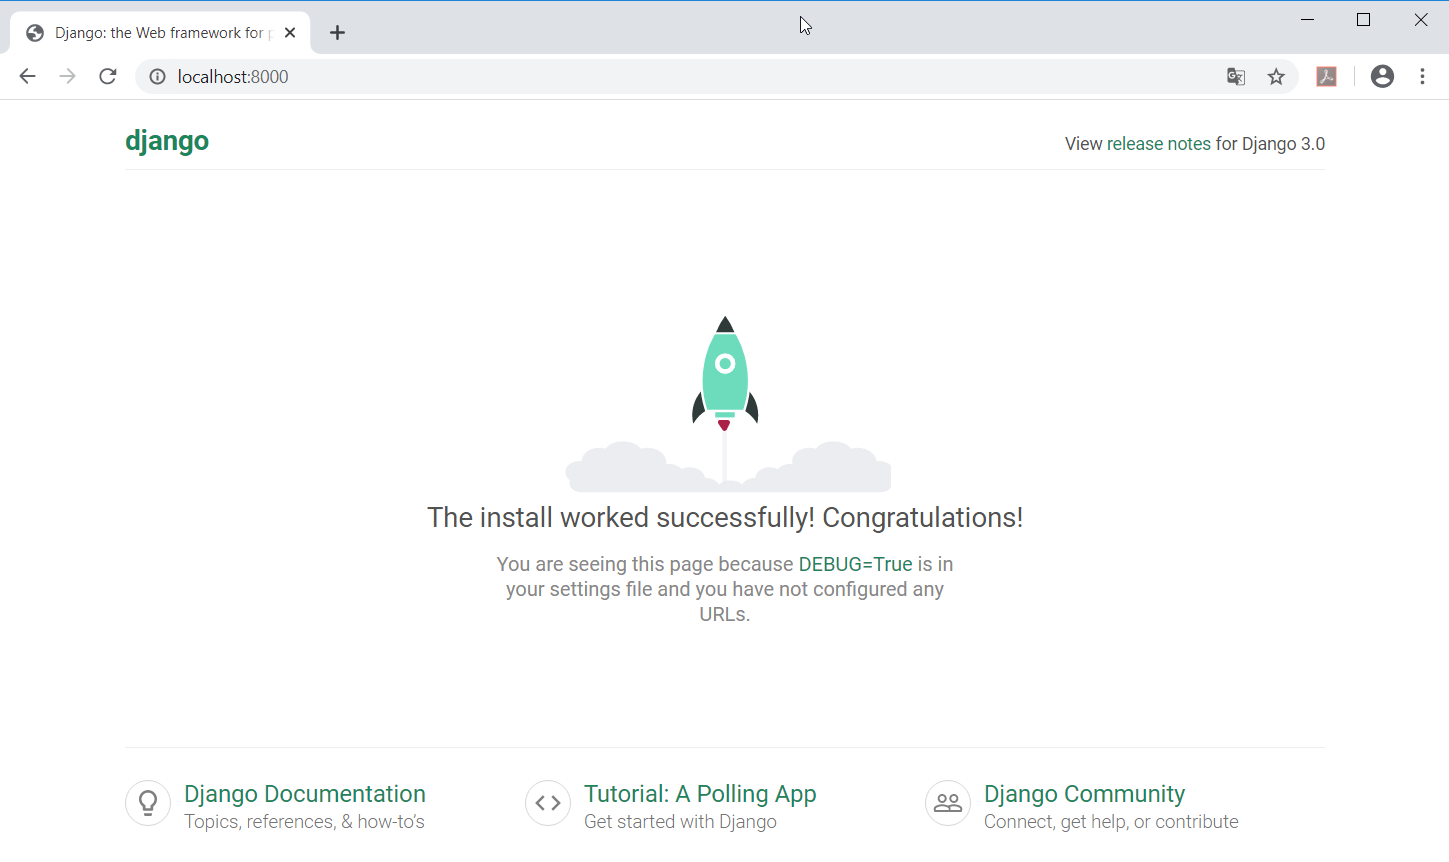 Django: the Web framework for
localhost:8000
django
View release notes for Django 3.0
The install worked successfully! Congratulations!
You are seeing this page because DEBUG=True is in
your settings file and you have not configured any
URLs.
Django Documentation
Topics, references, & how-to’s
Tutorial: A Polling App
Get started with Django
Django Community
Connect, get help, or contribute